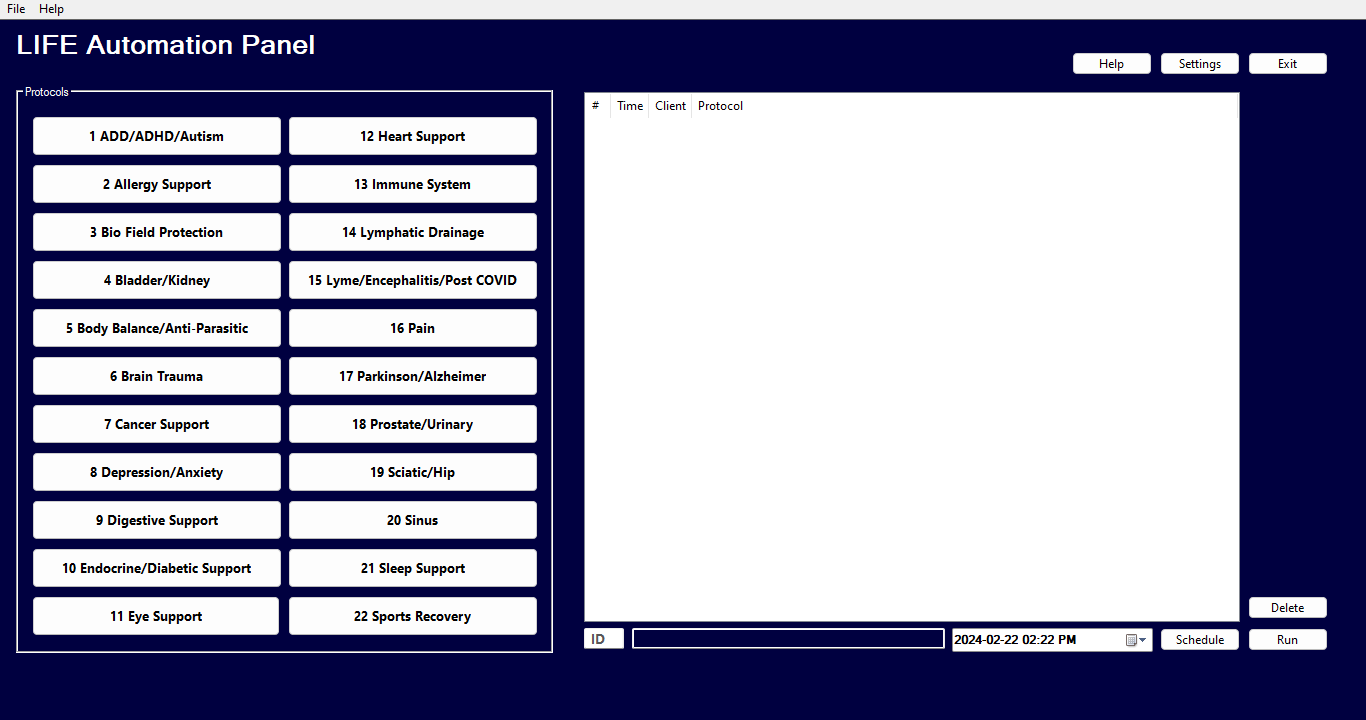 File Help
LIFE Automation Panel
Help Settings Exit
Protocols
# Time Client Protocol
1 ADD/ADHD/Autism
12 Heart Support
2 Allergy Support
13 Immune System
3 Bio Field Protection
14 Lymphatic Drainage
4 Bladder/Kidney
15 Lyme/Encephalitis/Post COVID
5 Body Balance/Anti-Parasitic
16 Pain
6 Brain Trauma
17 Parkinson/Alzheimer
7 Cancer Support
18 Prostate/Urinary
8 Depression/Anxiety
19 Sciatic/Hip
9 Digestive Support
20 Sinus
10 Endocrine/Diabetic Support
21 Sleep Support
11 Eye Support
22 Sports Recovery
Delete
ID
2024-02-22 02:22 PM
Schedule
Run